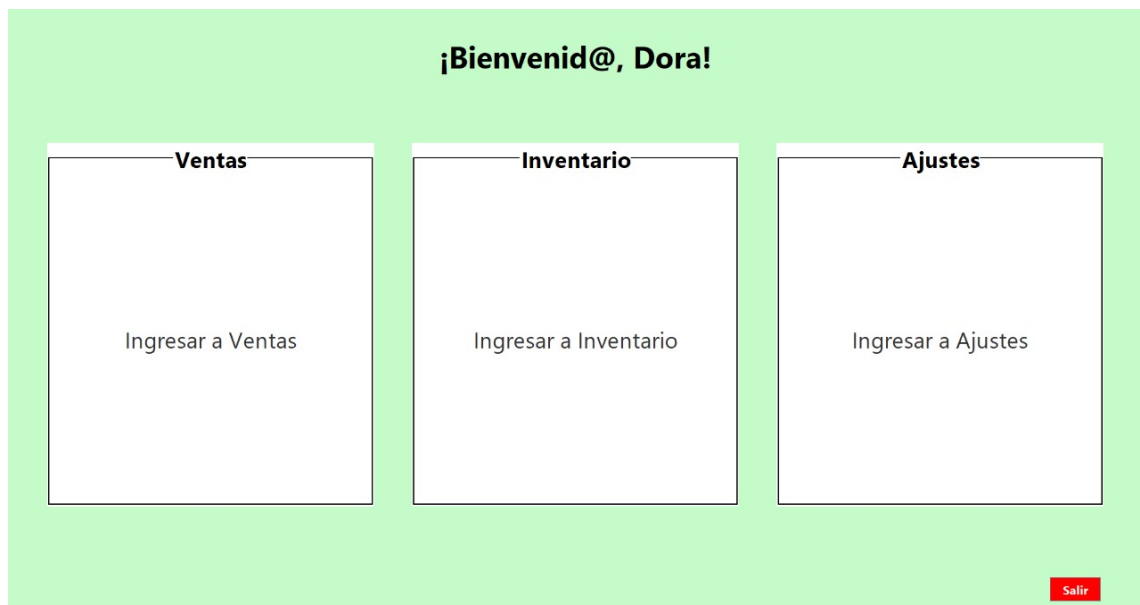 ¡Bienvenid@, Dora!
Ventas
Ingresar a Ventas
Inventario
Ingresar a Inventario
Ajustes
Ingresar a Ajustes
Salir